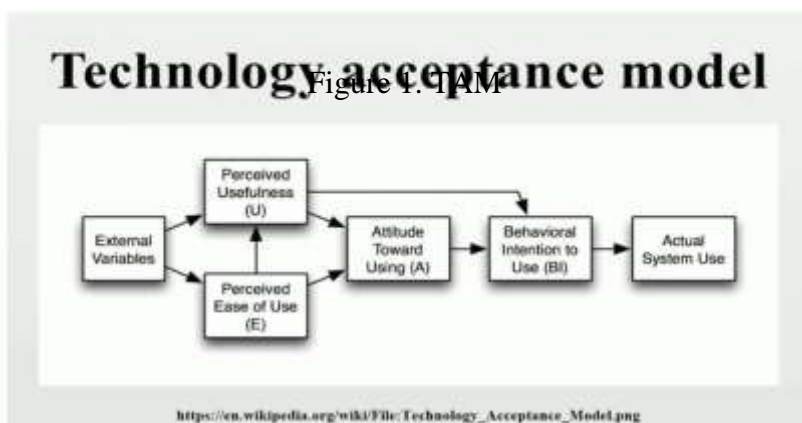 Technology acceptance model
Figure 1. TAM
Perceived
Usefulness
(U)
External
Variables
Perceived
Ease of Use
(E)
Attitude
Toward
Using (A)
Behavioral
Intention to
Use (BI)
Actual
System Use
https://en.wikipedia.org/wiki/File:Technology_Acceptance_Model.png